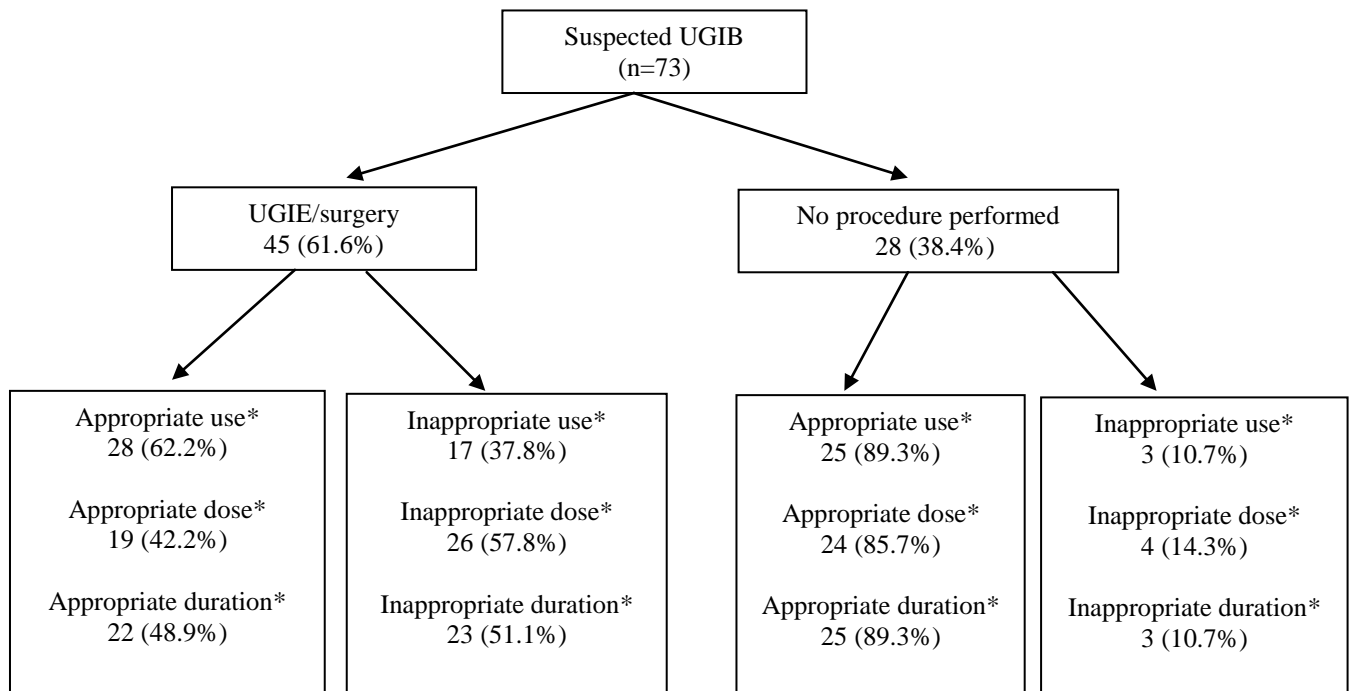 Suspected UGIB
(n=73)
UGIE/surgery
45 (61.6%)
No procedure performed
28 (38.4%)
Appropriate use*
28 (62.2%)
Appropriate dose*
19 (42.2%)
Appropriate duration*
22 (48.9%)
Inappropriate use*
17 (37.8%)
Inappropriate dose*
26 (57.8%)
Inappropriate duration*
23 (51.1%)
Appropriate use*
25 (89.3%)
Appropriate dose*
24 (85.7%)
Appropriate duration*
25 (89.3%)
Inappropriate use*
3 (10.7%)
Inappropriate dose*
4 (14.3%)
Inappropriate duration*
3 (10.7%)